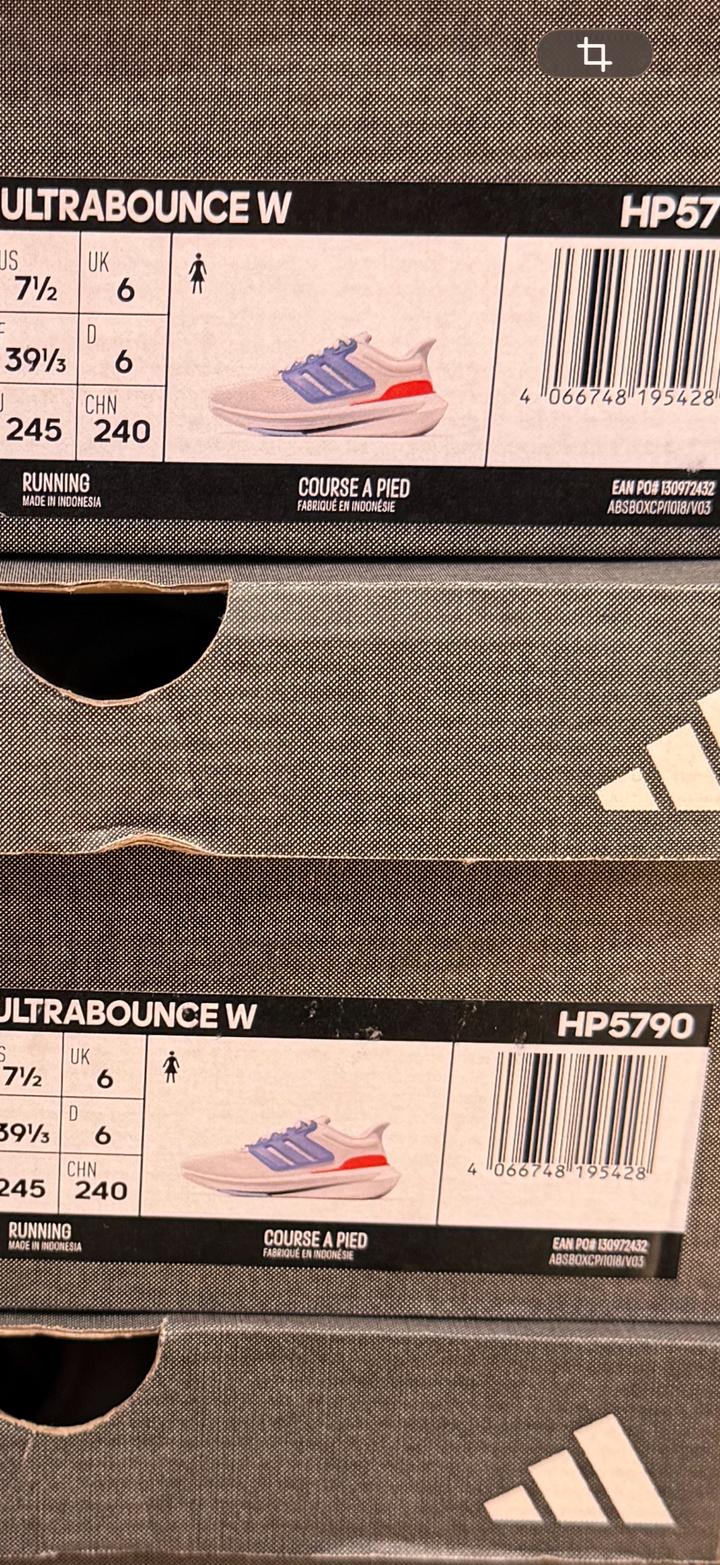 ULTRABOUNCE W HP57
US 7½ UK 6
39⅓ D 6
245 CHN 240
4 066748 195428
RUNNING COURSE A PIED EAN PO# 130972432
MADE IN INDONESIA FABRIQUÉ EN INDONÉSIE ABSBOXCP/1018/V03
ULTRABOUNCE W HP5790
S 7½ UK 6
39⅓ D 6
245 CHN 240
4 066748 195428
RUNNING COURSE A PIED EAN PO# 130972432
MADE IN INDONESIA FABRIQUÉ EN INDONÉSIE ABSBOXCP/1018/V03